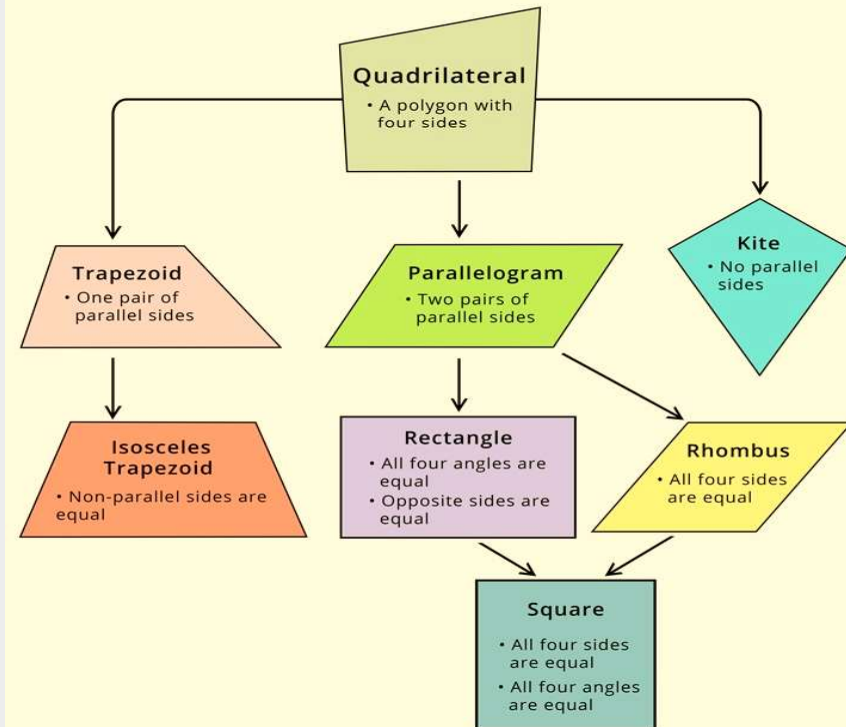 Quadrilateral
• A polygon with
four sides
Trapezoid
• One pair of
parallel sides
Parallelogram
• Two pairs of
parallel sides
Kite
• No parallel
sides
Isosceles
Trapezoid
• Non-parallel sides are
equal
Rectangle
• All four angles are
equal
• Opposite sides are
equal
Rhombus
• All four sides
are equal
Square
• All four sides
are equal
• All four angles
are equal